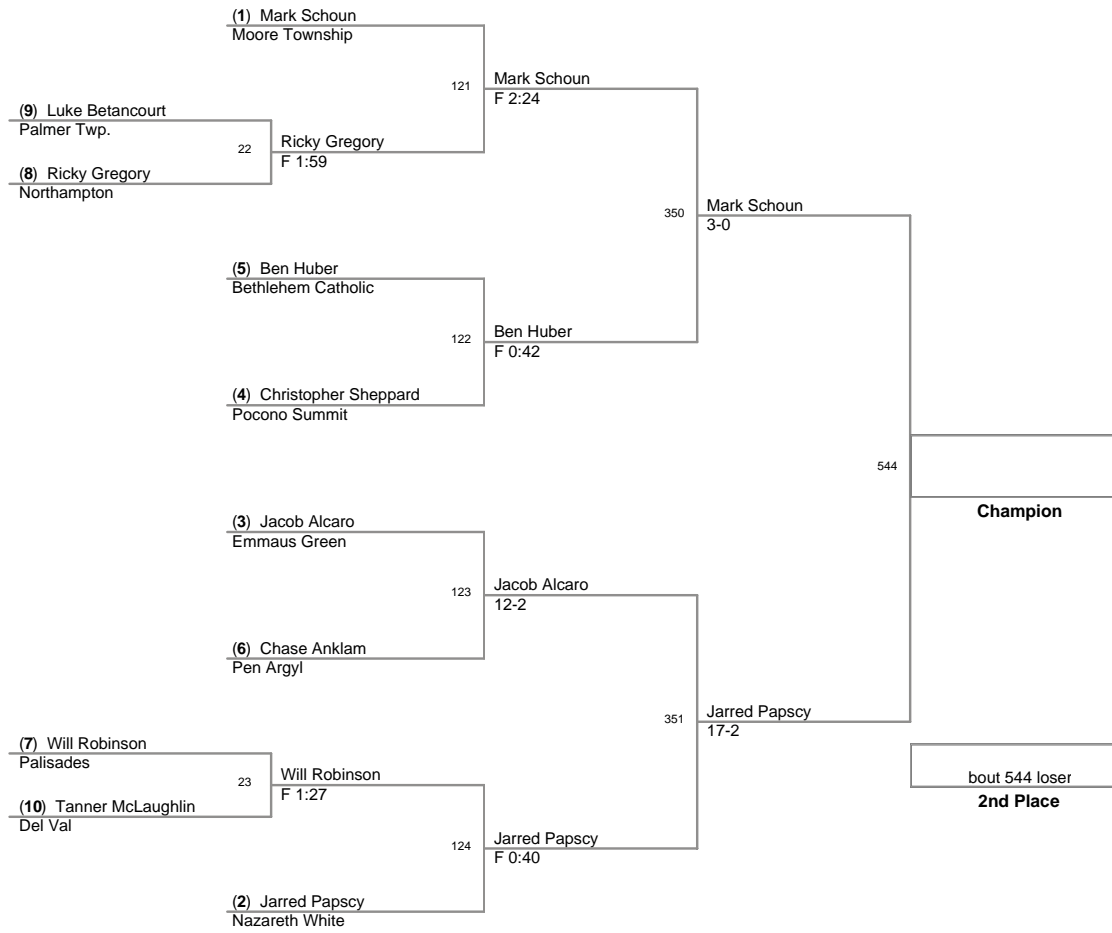 (1) Mark Schoun
Moore Township
121
Mark Schoun
F 2:24
(9) Luke Betancourt
Palmer Twp.
22
Ricky Gregory
F 1:59
(8) Ricky Gregory
Northampton
350
Mark Schoun
3-0
(5) Ben Huber
Bethlehem Catholic
122
Ben Huber
F 0:42
(4) Christopher Sheppard
Pocono Summit
544
Champion
(3) Jacob Alcaro
Emmaus Green
123
Jacob Alcaro
12-2
(6) Chase Anklam
Pen Argyl
351
Jarred Papscy
17-2
(7) Will Robinson
Palisades
23
Will Robinson
F 1:27
(10) Tanner McLaughlin
Del Val
124
Jarred Papscy
F 0:40
(2) Jarred Papscy
Nazareth White
bout 544 loser
2nd Place